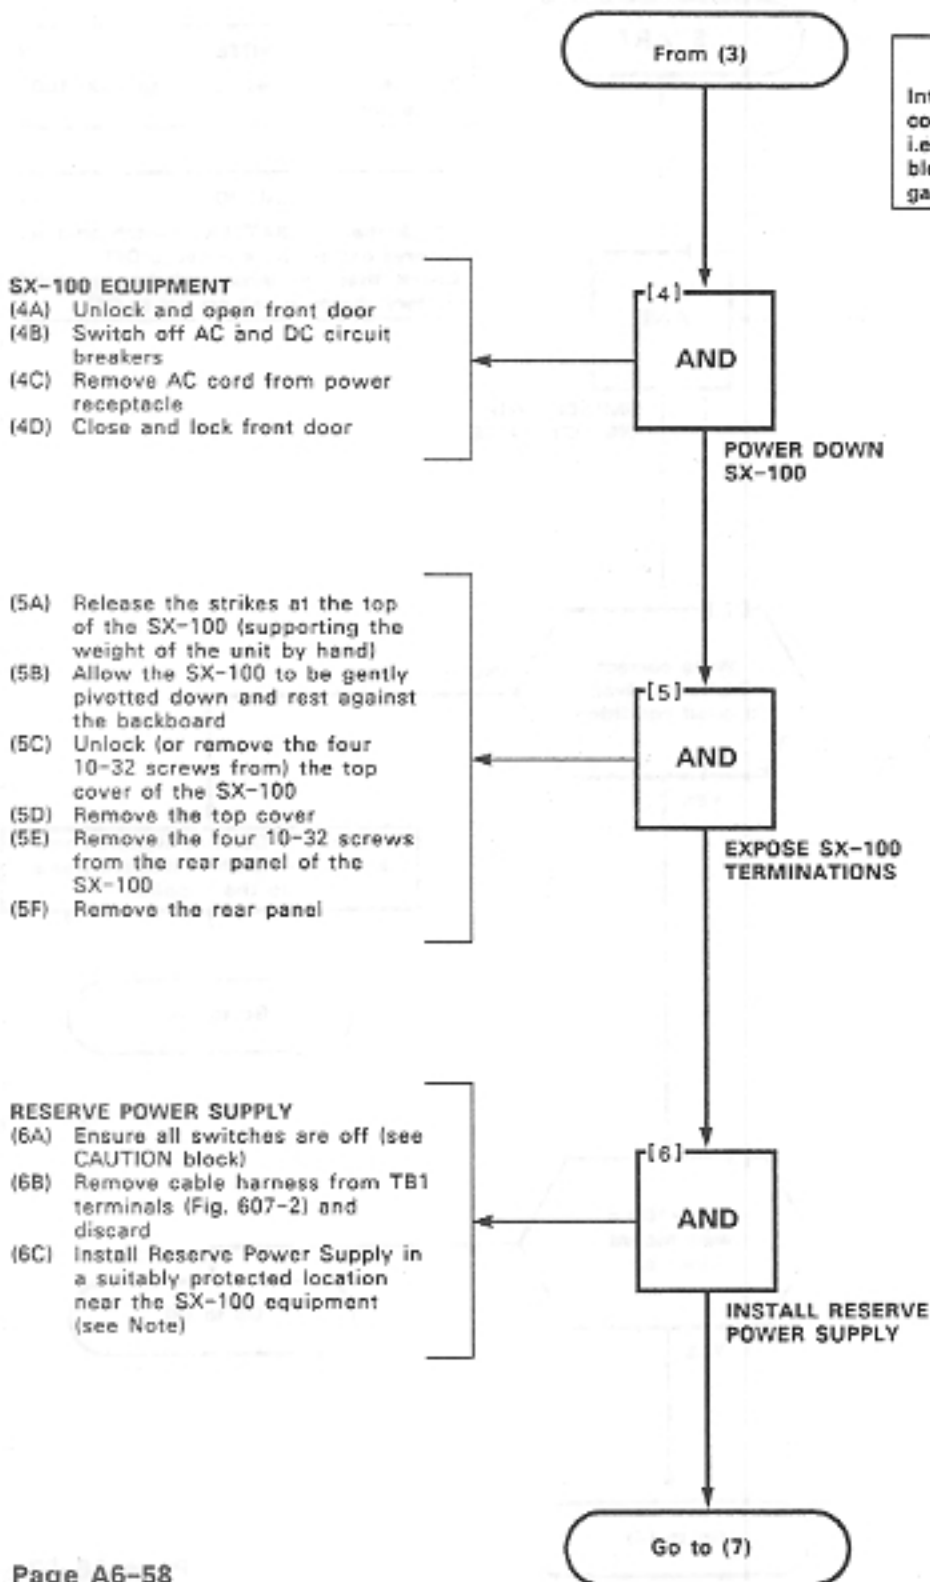 From (3)
Int
co
i.e
ble
ga
SX-100 EQUIPMENT
(4A) Unlock and open front door
(4B) Switch off AC and DC circuit
breakers
(4C) Remove AC cord from power
receptacle
(4D) Close and lock front door
[4]
AND
POWER DOWN
SX-100
(5A) Release the strikes at the top
of the SX-100 (supporting the
weight of the unit by hand)
(5B) Allow the SX-100 to be gently
pivotted down and rest against
the backboard
(5C) Unlock (or remove the four
10-32 screws from) the top
cover of the SX-100
(5D) Remove the top cover
(5E) Remove the four 10-32 screws
from the rear panel of the
SX-100
(5F) Remove the rear panel
[5]
AND
EXPOSE SX-100
TERMINATIONS
RESERVE POWER SUPPLY
(6A) Ensure all switches are off (see
CAUTION block)
(6B) Remove cable harness from TB1
terminals (Fig. 607-2) and
discard
(6C) Install Reserve Power Supply in
a suitably protected location
near the SX-100 equipment
(see Note)
[6]
AND
INSTALL RESERVE
POWER SUPPLY
Go to (7)
Page A6-58